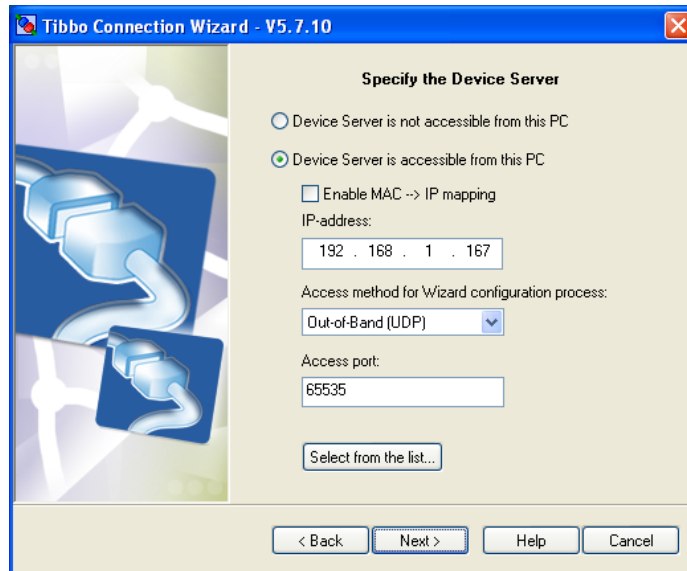 Tibbo Connection Wizard - V5.7.10
Specify the Device Server
Device Server is not accessible from this PC
Device Server is accessible from this PC
Enable MAC --> IP mapping
IP-address:
192 . 168 . 1 . 167
Access method for Wizard configuration process:
Out-of-Band (UDP)
Access port:
65535
Select from the list...
< Back Next > Help Cancel